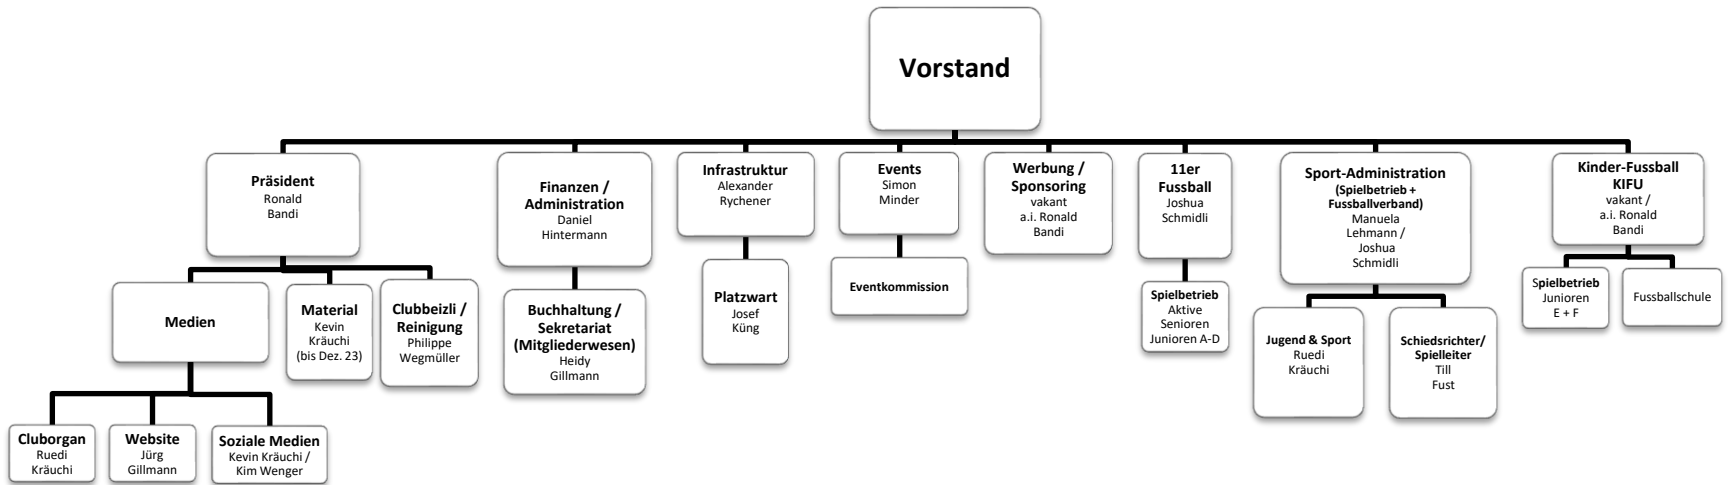 Vorstand
Präsident
Ronald
Bandi
Finanzen /
Administration
Daniel
Hintermann
Infrastruktur
Alexander
Rychener
Events
Simon
Minder
Werbung /
Sponsoring
vakant
a.i. Ronald
Bandi
11er
Fussball
Joshua
Schmidli
Sport-Administration
(Spielbetrieb +
Fussballverband)
Manuela
Lehmann /
Joshua
Schmidli
Kinder-Fussball
KIFU
vakant /
a.i. Ronald
Bandi
Medien
Material
Kevin
Kräuchi
(bis Dez. 23)
Clubbeizli /
Reinigung
Philippe
Wegmüller
Buchhaltung /
Sekretariat
(Mitgliederwesen)
Heidy
Gillmann
Platzwart
Josef
Küng
Eventkommission
Spielbetrieb
Aktive
Senioren
Junioren A-D
Jugend & Sport
Ruedi
Kräuchi
Schiedsrichter/
Spielleiter
Till
Fust
Spielbetrieb
Junioren
E + F
Fussballschule
Cluborgan
Ruedi
Kräuchi
Website
Jürg
Gillmann
Soziale Medien
Kevin Kräuchi /
Kim Wenger